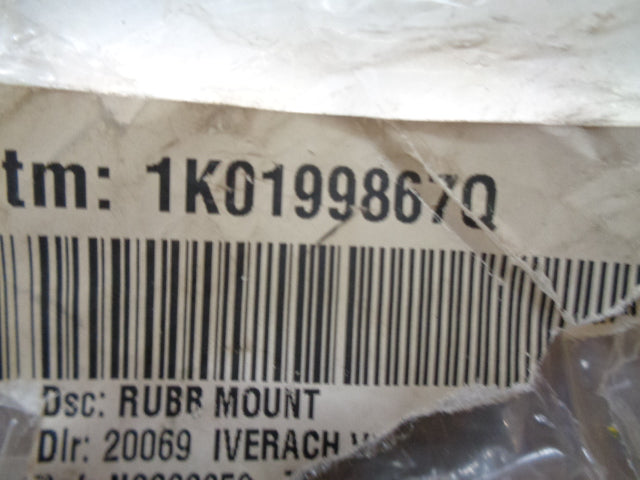 tm: 1K0199867Q
Dsc: RUBB MOUNT
Dlr: 20069 IVERACH